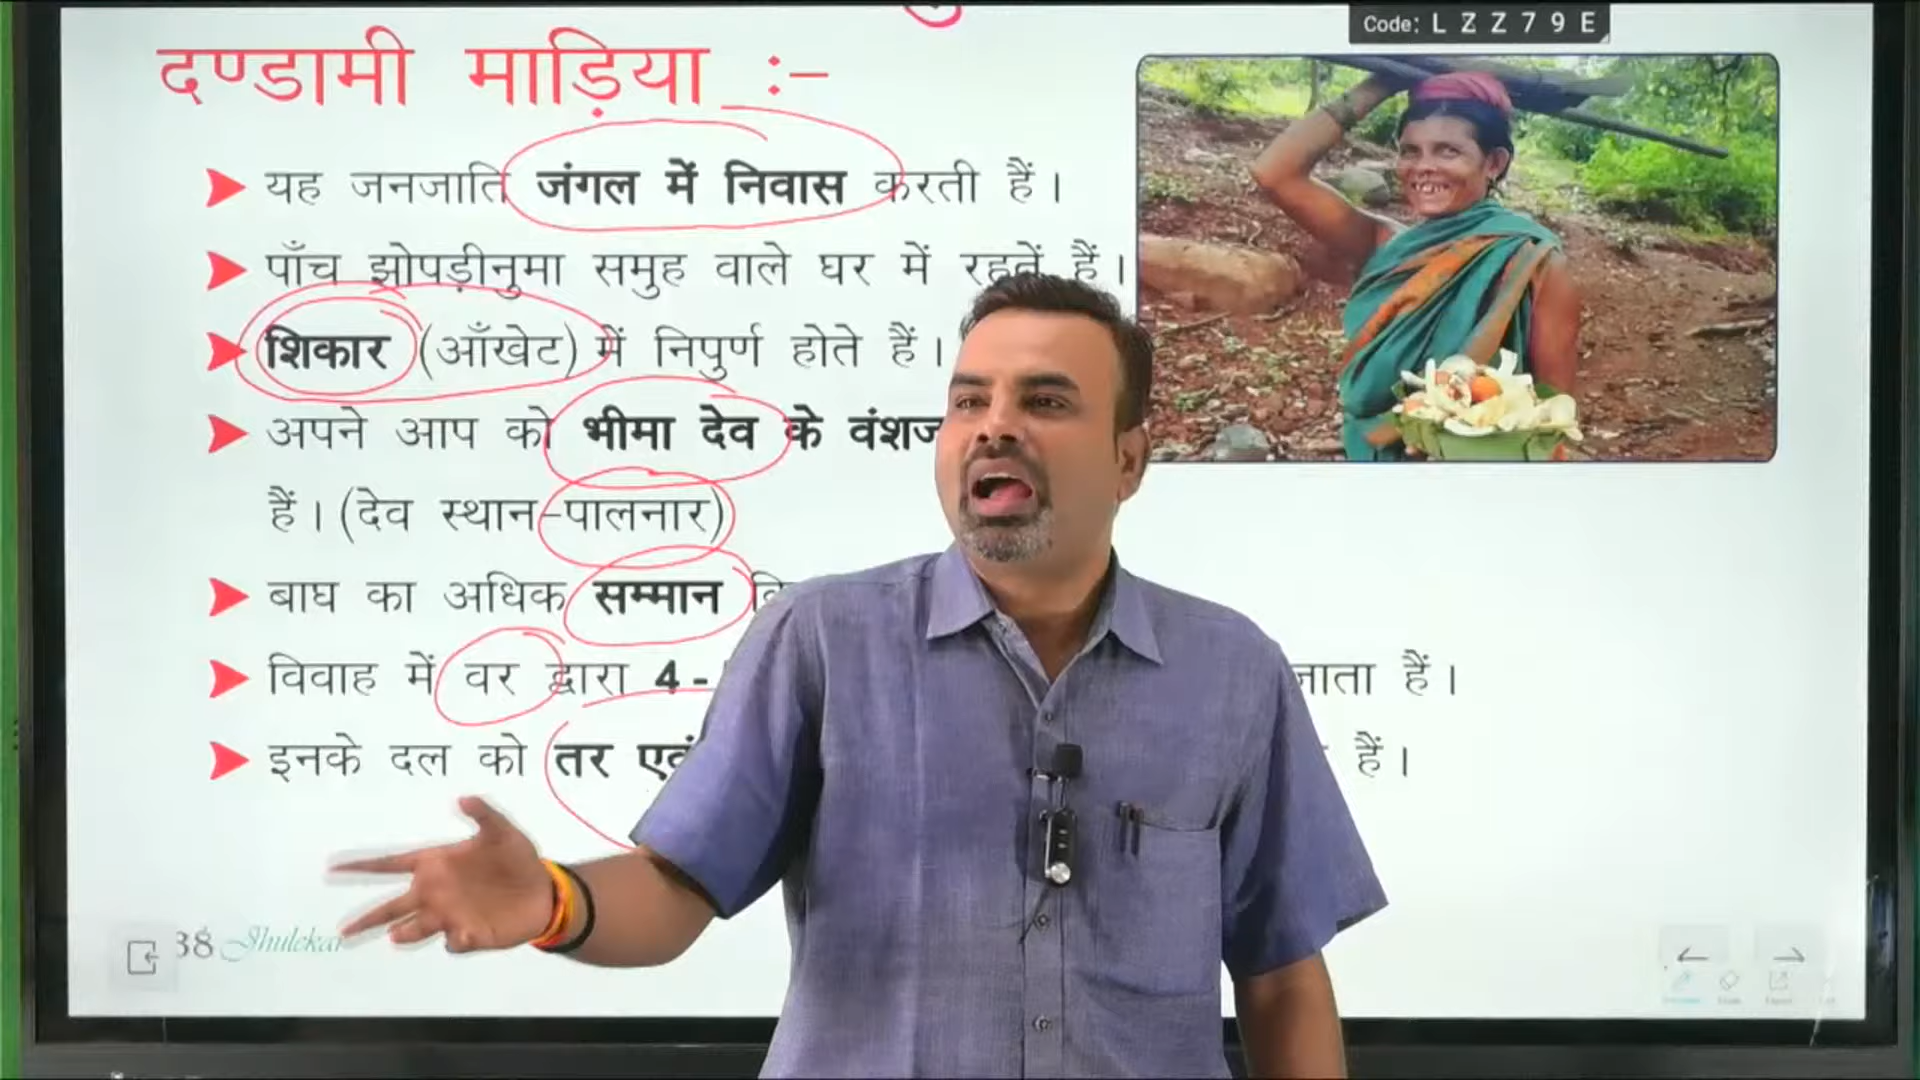 Code: L Z Z 7 9 E
दण्डामी माड़िया :–
यह जनजाति जंगल में निवास करती हैं।
पाँच झोपड़ीनुमा समुह वाले घर में रहतें हैं।
शिकार (आँखेट) में निपुर्ण होते हैं।
अपने आप को भीमा देव के वंशज
हैं। (देव स्थान-पालनार)
बाघ का अधिक सम्मान
विवाह में वर द्वारा 4- जाता हैं।
इनके दल को तर एवं हैं।
38